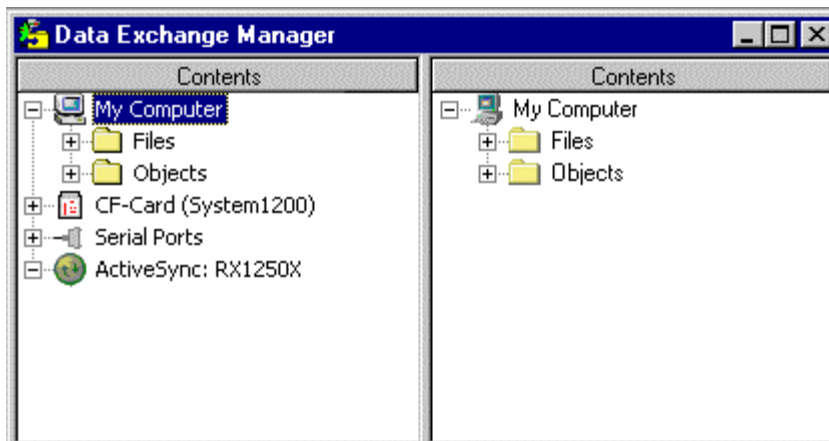 Data Exchange Manager
Contents
My Computer
Files
Objects
CF-Card (System1200)
Serial Ports
ActiveSync: RX1250X
Contents
My Computer
Files
Objects